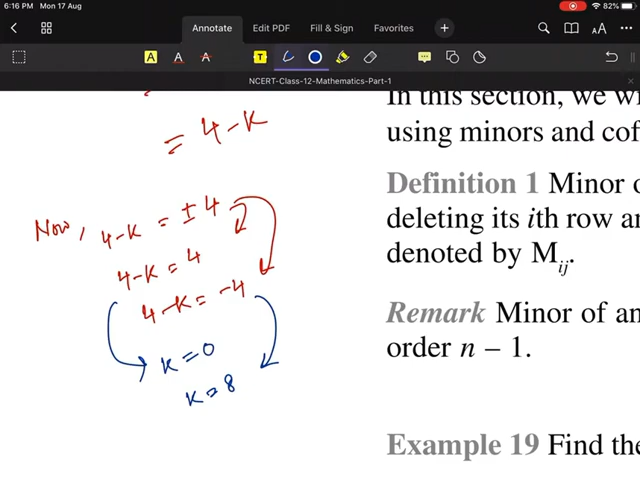 6:16 PM Mon 17 Aug
82%
Annotate Edit PDF Fill & Sign Favorites
NCERT-Class-12-Mathematics-Part-1
= 4-K
Now, 4-K = ± 4
4-K = 4
4-K = -4
K = 0
K = 8
In this section, we wi
using minors and cof
Definition 1 Minor o
deleting its ith row an
denoted by Mij.
Remark Minor of an
order n – 1.
Example 19 Find the